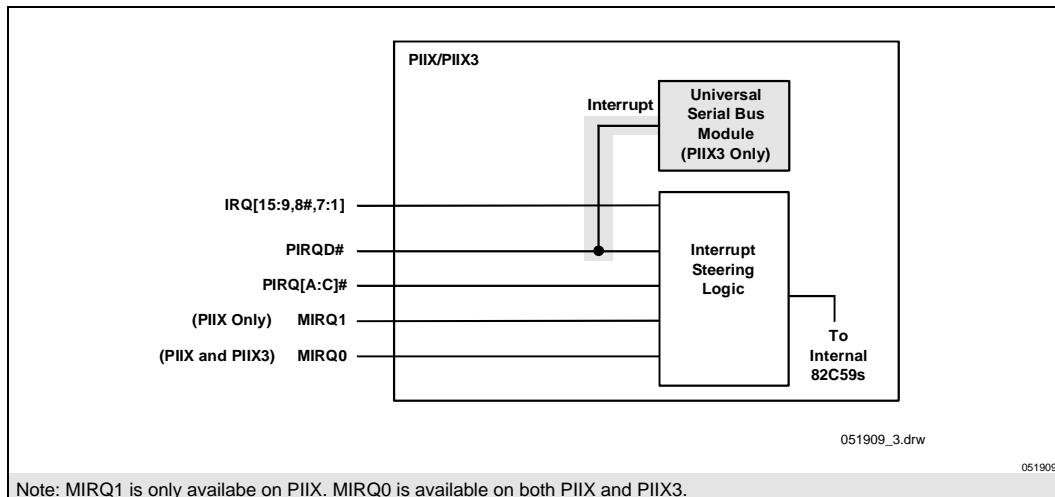 PIIX/PIIX3
Interrupt
Universal
Serial Bus
Module
(PIIX3 Only)
IRQ[15:9,8#,7:1]
PIRQD#
PIRQ[A:C]#
(PIIX Only) MIRQ1
(PIIX and PIIX3) MIRQ0
Interrupt
Steering
Logic
To
Internal
82C59s
051909_3.drw
051909
Note: MIRQ1 is only availabe on PIIX. MIRQ0 is available on both PIIX and PIIX3.